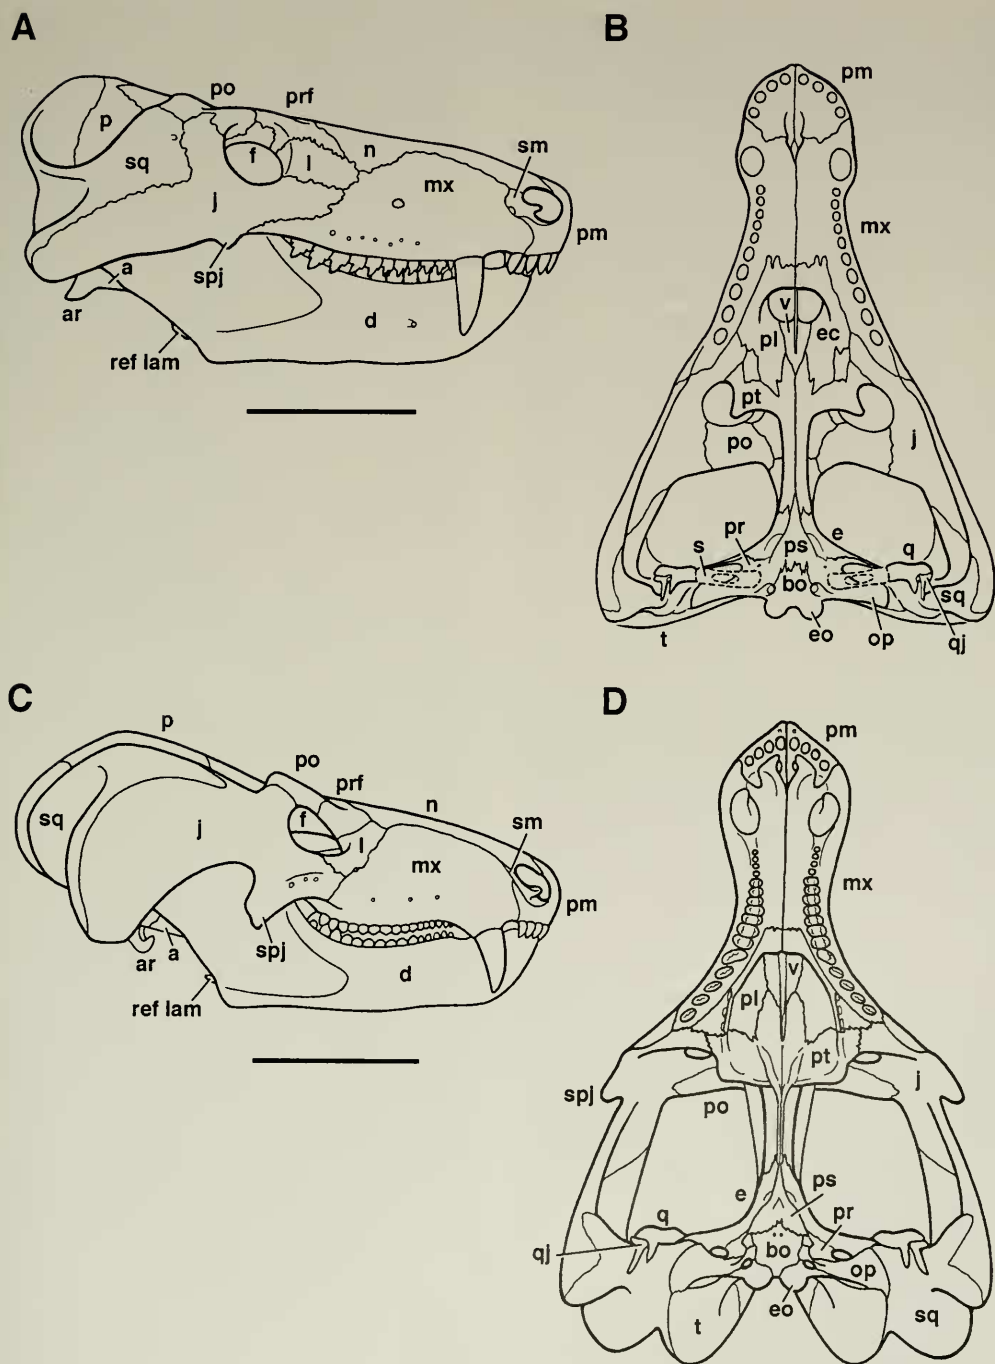 A
po
prf
p
sq
f
l
n
sm
mx
j
pm
spj
a
ar
d
ref lam
B
pm
mx
v
pl
ec
pt
po
j
pr
e
s
ps
q
bo
sq
t
eo
op
qj
C
p
po
prf
n
sm
sq
j
f
l
mx
pm
spj
ar
a
d
ref lam
D
pm
mx
v
pl
pt
j
spj
po
e
ps
q
pr
qj
bo
op
eo
t
sq